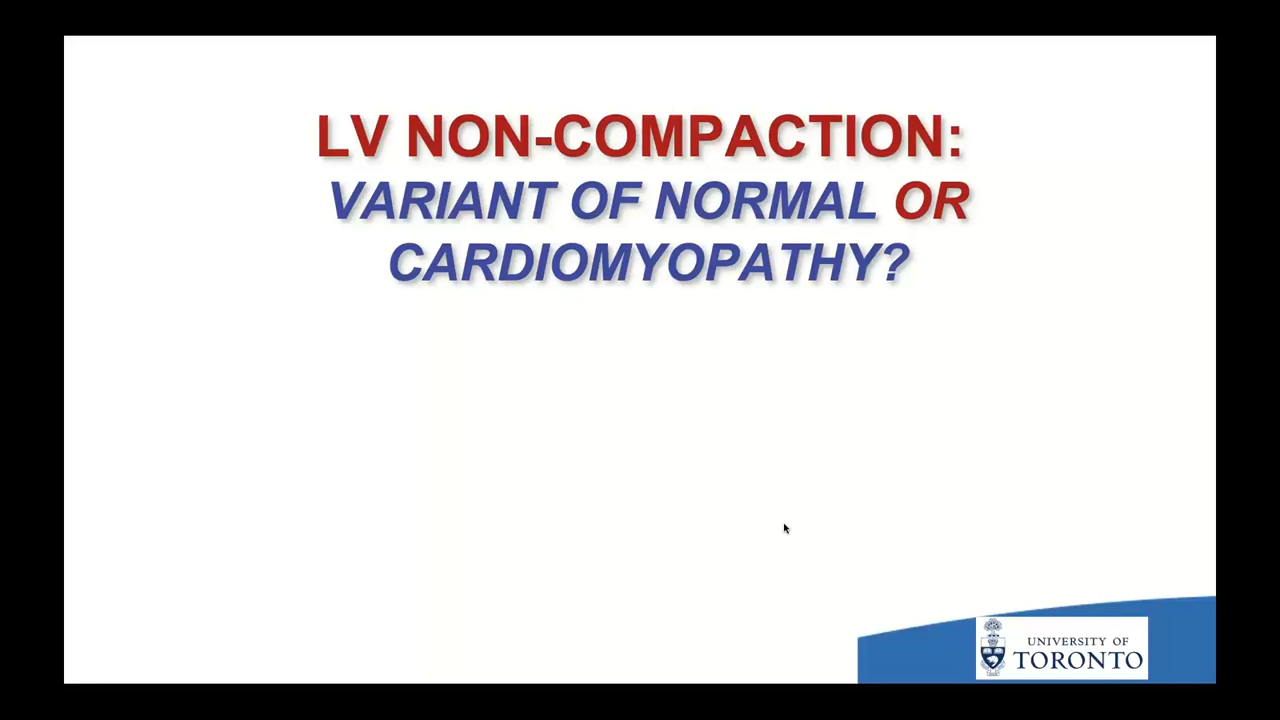 LV NON-COMPACTION:
VARIANT OF NORMAL OR
CARDIOMYOPATHY?
UNIVERSITY OF
TORONTO